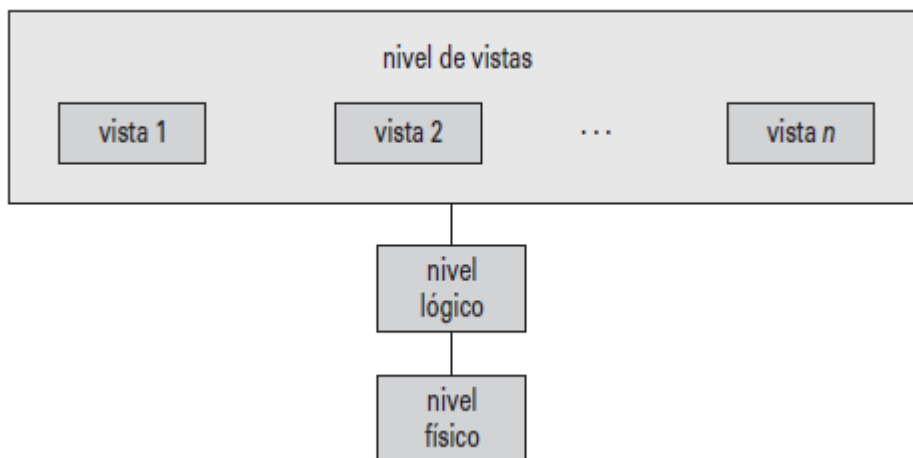 nivel de vistas
vista 1 vista 2 ... vista n
nivel
lógico
nivel
físico